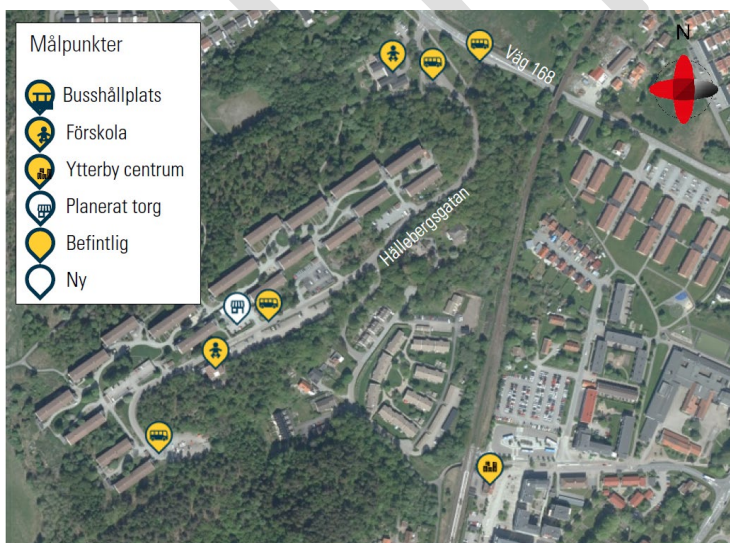 Målpunkter
Busshållplats
Förskola
Ytterby centrum
Planerat torg
Befintlig
Ny
N
Väg 168
Hällebergsgatan